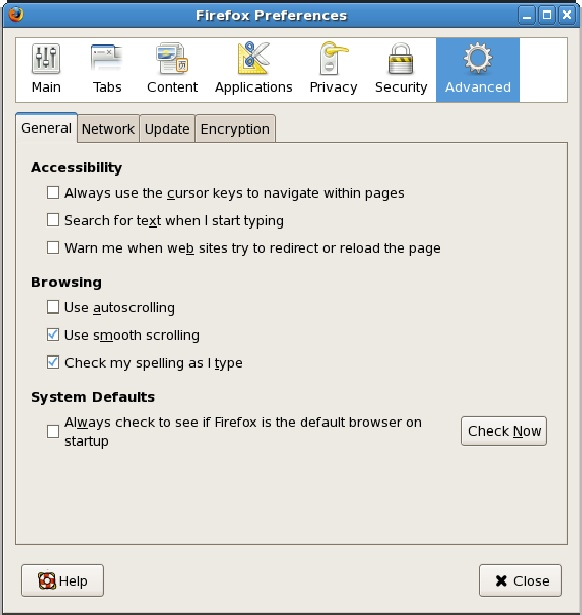 Firefox Preferences
Main Tabs Content Applications Privacy Security Advanced
General Network Update Encryption
Accessibility
Always use the cursor keys to navigate within pages
Search for text when I start typing
Warn me when web sites try to redirect or reload the page
Browsing
Use autoscrolling
Use smooth scrolling
Check my spelling as I type
System Defaults
Always check to see if Firefox is the default browser on
startup
Check Now
Help Close